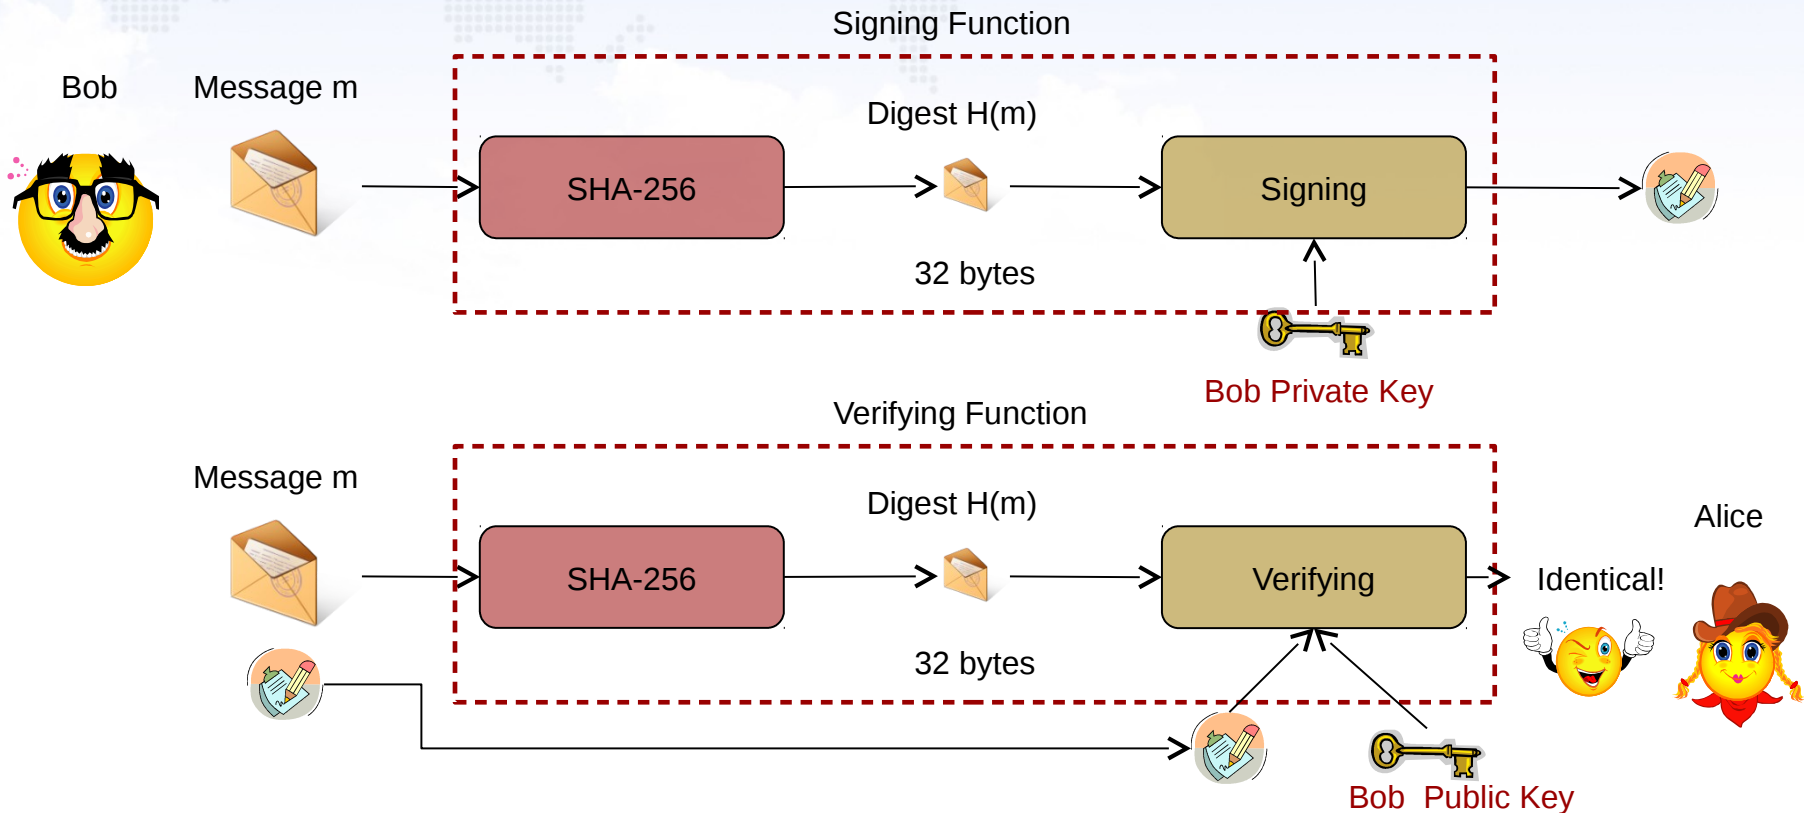 Signing Function
Bob
Message m
Digest H(m)
SHA-256
Signing
32 bytes
Bob Private Key
Verifying Function
Message m
Digest H(m)
Alice
SHA-256
Verifying
Identical!
32 bytes
Bob  Public Key